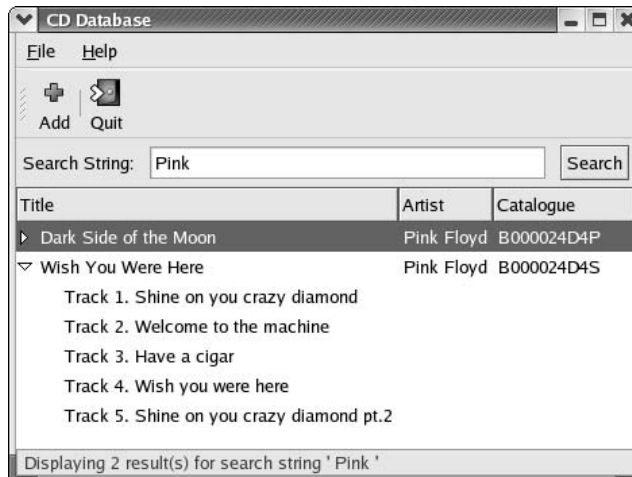 CD Database
File Help
Add Quit
Search String: Pink Search
Title Artist Catalogue
Dark Side of the Moon Pink Floyd B000024D4P
Wish You Were Here Pink Floyd B000024D4S
Track 1. Shine on you crazy diamond
Track 2. Welcome to the machine
Track 3. Have a cigar
Track 4. Wish you were here
Track 5. Shine on you crazy diamond pt.2
Displaying 2 result(s) for search string ' Pink '